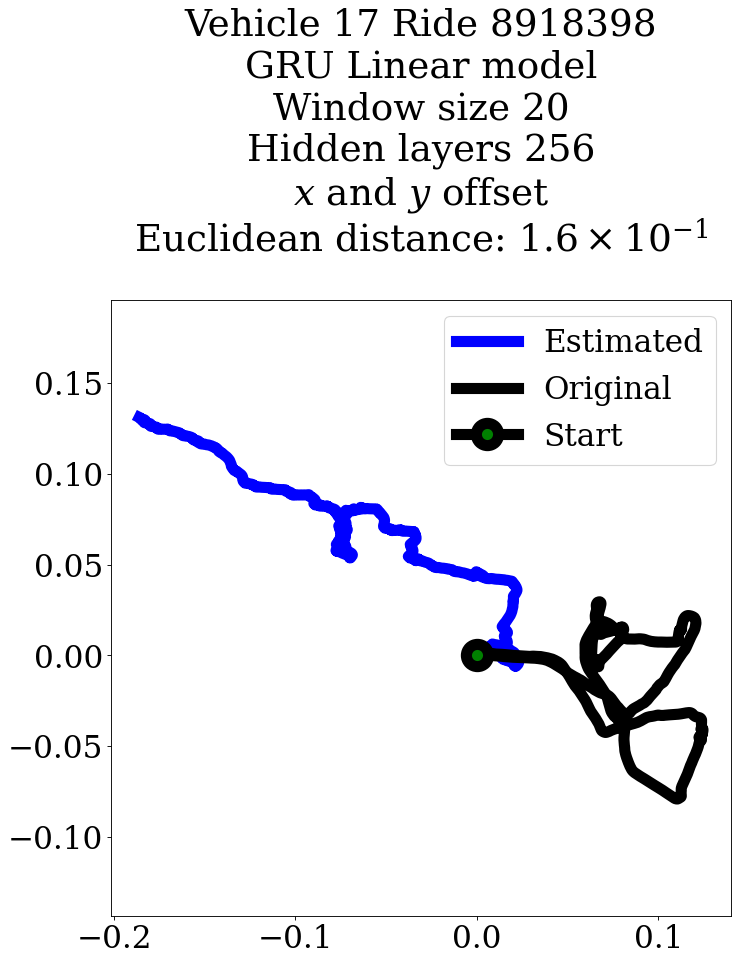 Vehicle 17 Ride 8918398
GRU Linear model
Window size 20
Hidden layers 256
x and y offset
Euclidean distance: 1.6 × 10⁻¹
Estimated
Original
Start
0.15
0.10
0.05
0.00
−0.05
−0.10
−0.2 −0.1 0.0 0.1